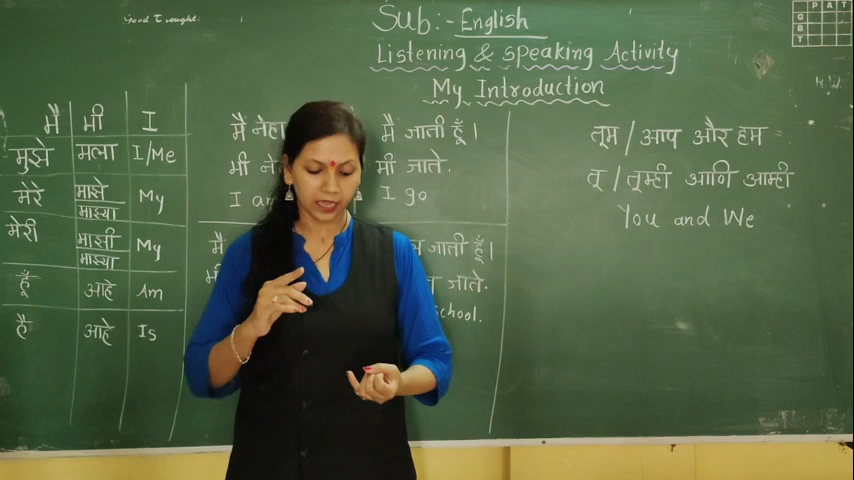 Good Thought:
Sub:- English
Listening & Speaking Activity
My Introduction
P A T
G
B
T
H.W.
मैं मी I
मुझे मला I/Me
मेरे माझे My
माझ्या
मेरी माझी My
माझ्या
हूँ आहे Am
है आहे Is
मैं नेहा
मी
I am
मैं जाती हूँ।
मी जाते.
I go
मैं
मी
जाती हूँ।
जाते.
school.
तूम / आप और हम
तू / तूम्ही आणि आम्ही
You and We